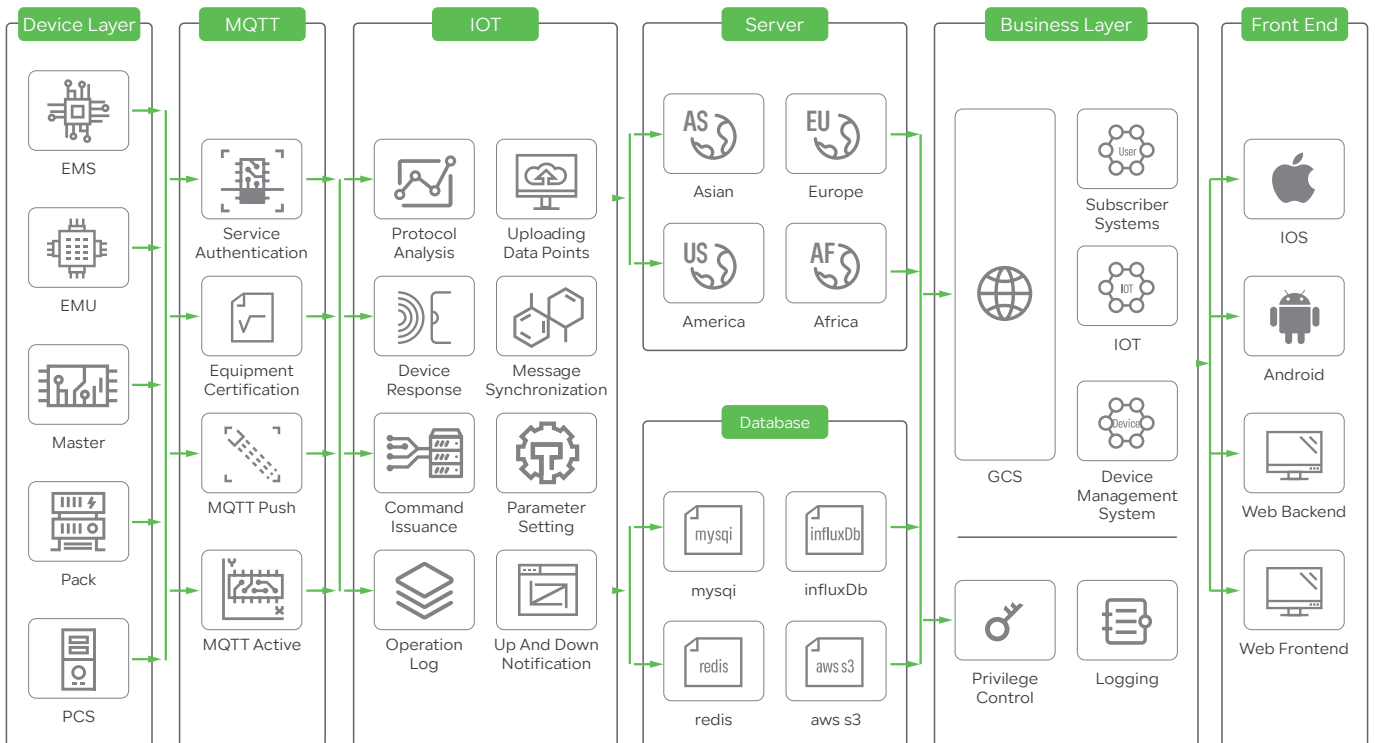 Device Layer
MQTT
IOT
Server
Business Layer
Front End
EMS
EMU
Master
Pack
PCS
Service
Authentication
Equipment
Certification
MQTT Push
Y
X
MQTT Active
Protocol
Analysis
Uploading
Data Points
Device
Response
Message
Synchronization
Command
Issuance
T
Parameter
Setting
Operation
Log
Up And Down
Notification
AS
Asian
EU
Europe
US
America
AF
Africa
Database
mysqi
mysqi
influxDb
influxDb
redis
redis
aws s3
aws s3
GCS
User
Subscriber
Systems
IOT
IOT
Device
Device
Management
System
Privilege
Control
Logging
IOS
Android
Web Backend
Web Frontend